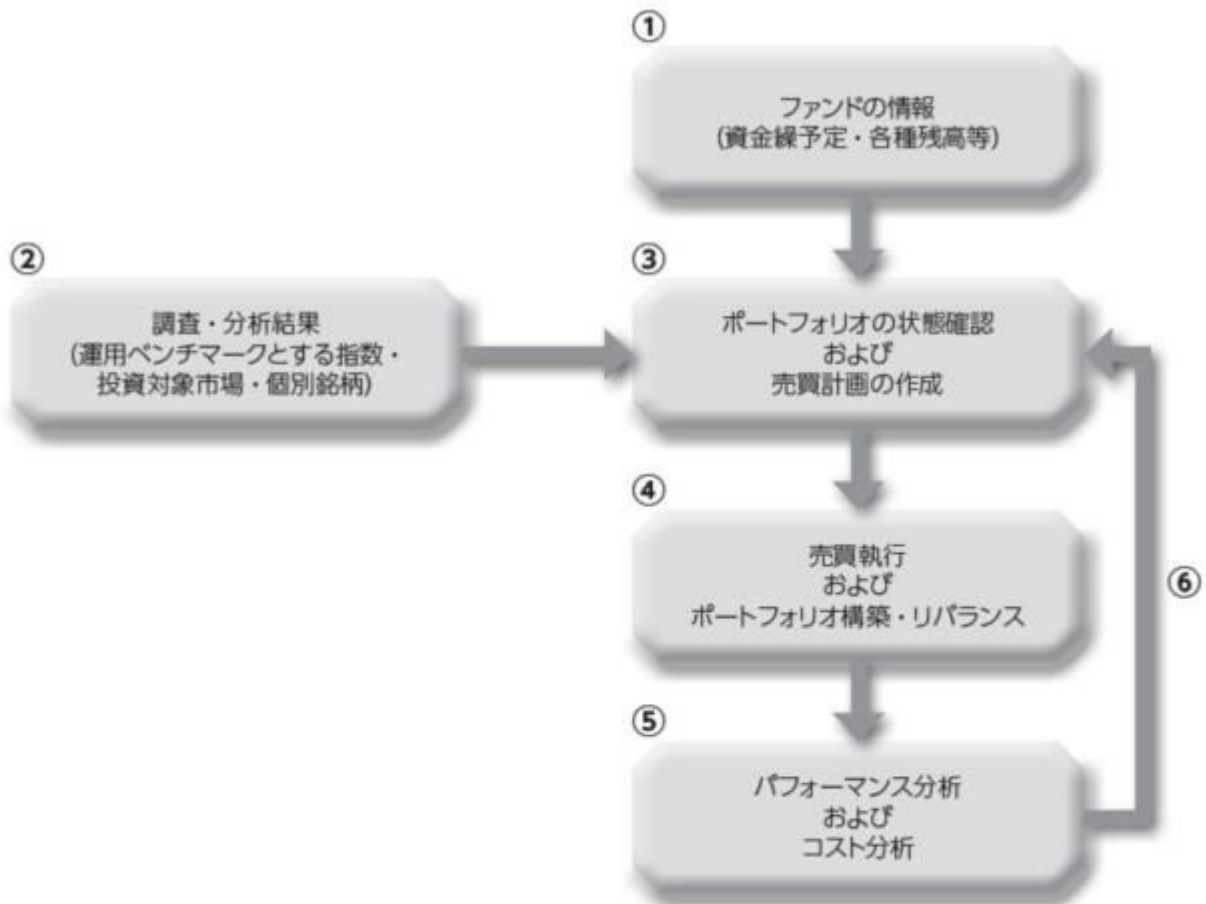 ①
ファンドの情報
(資金繰予定・各種残高等)
②
調査・分析結果
(運用ベンチマークとする指数・
投資対象市場・個別銘柄)
③
ポートフォリオの状態確認
および
売買計画の作成
④
売買執行
および
ポートフォリオ構築・リバランス
⑥
⑤
パフォーマンス分析
および
コスト分析